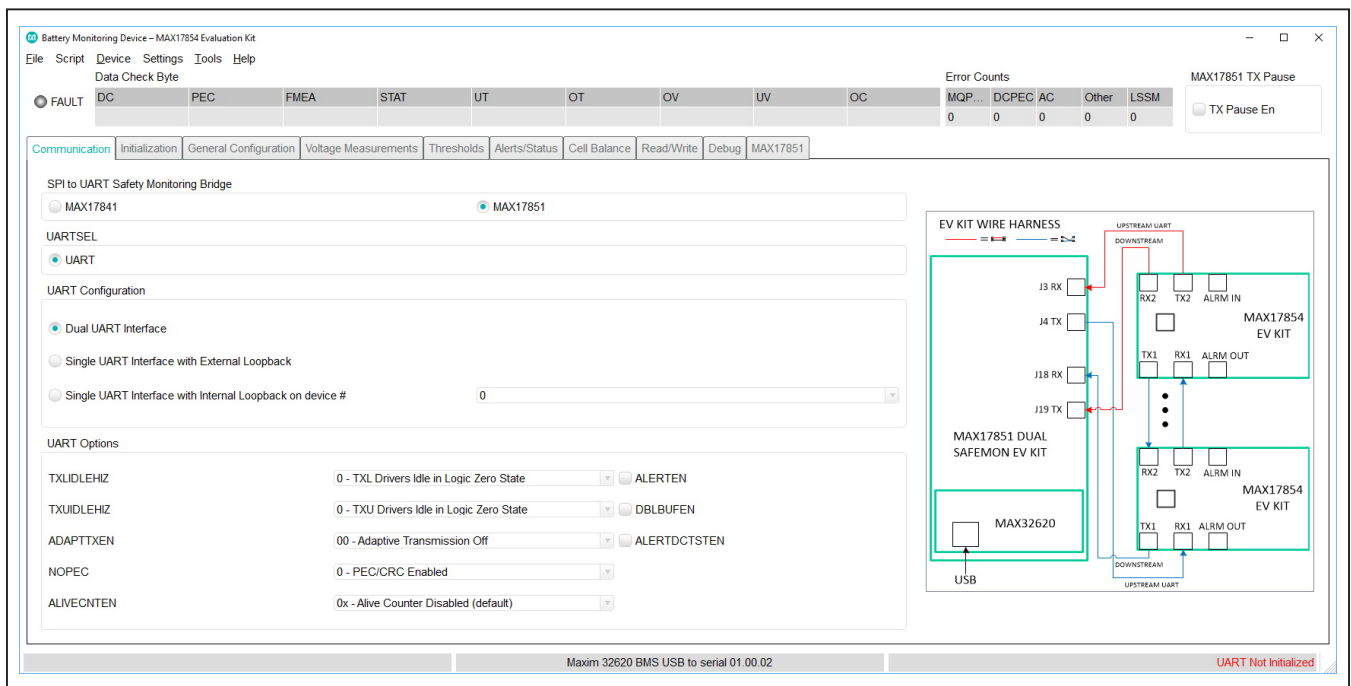 Battery Monitoring Device – MAX17854 Evaluation Kit
File Script Device Settings Tools Help
Data Check Byte Error Counts MAX17851 TX Pause
FAULT DC PEC FMEA STAT UT OT OV UV OC MQP... DCPEC AC Other LSSM TX Pause En
0 0 0 0 0
Communication Initialization General Configuration Voltage Measurements Thresholds Alerts/Status Cell Balance Read/Write Debug MAX17851
SPI to UART Safety Monitoring Bridge
MAX17841 MAX17851
UARTSEL
UART
UART Configuration
Dual UART Interface
Single UART Interface with External Loopback
Single UART Interface with Internal Loopback on device # 0
UART Options
TXLIDLEHIZ 0 - TXL Drivers Idle in Logic Zero State ALERTEN
TXUIDLEHIZ 0 - TXU Drivers Idle in Logic Zero State DBLBUFEN
ADAPTTXEN 00 - Adaptive Transmission Off ALERTDCTSTEN
NOPEC 0 - PEC/CRC Enabled
ALIVECNTEN 0x - Alive Counter Disabled (default)
EV KIT WIRE HARNESS
= =
UPSTREAM UART
DOWNSTREAM
J3 RX
RX2 TX2 ALRM IN
J4 TX
MAX17854
EV KIT
TX1 RX1 ALRM OUT
J18 RX
J19 TX
MAX17851 DUAL
SAFEMON EV KIT
RX2 TX2 ALRM IN
MAX17854
EV KIT
MAX32620
TX1 RX1 ALRM OUT
DOWNSTREAM
USB
UPSTREAM UART
Maxim 32620 BMS USB to serial 01.00.02 UART Not Initialized